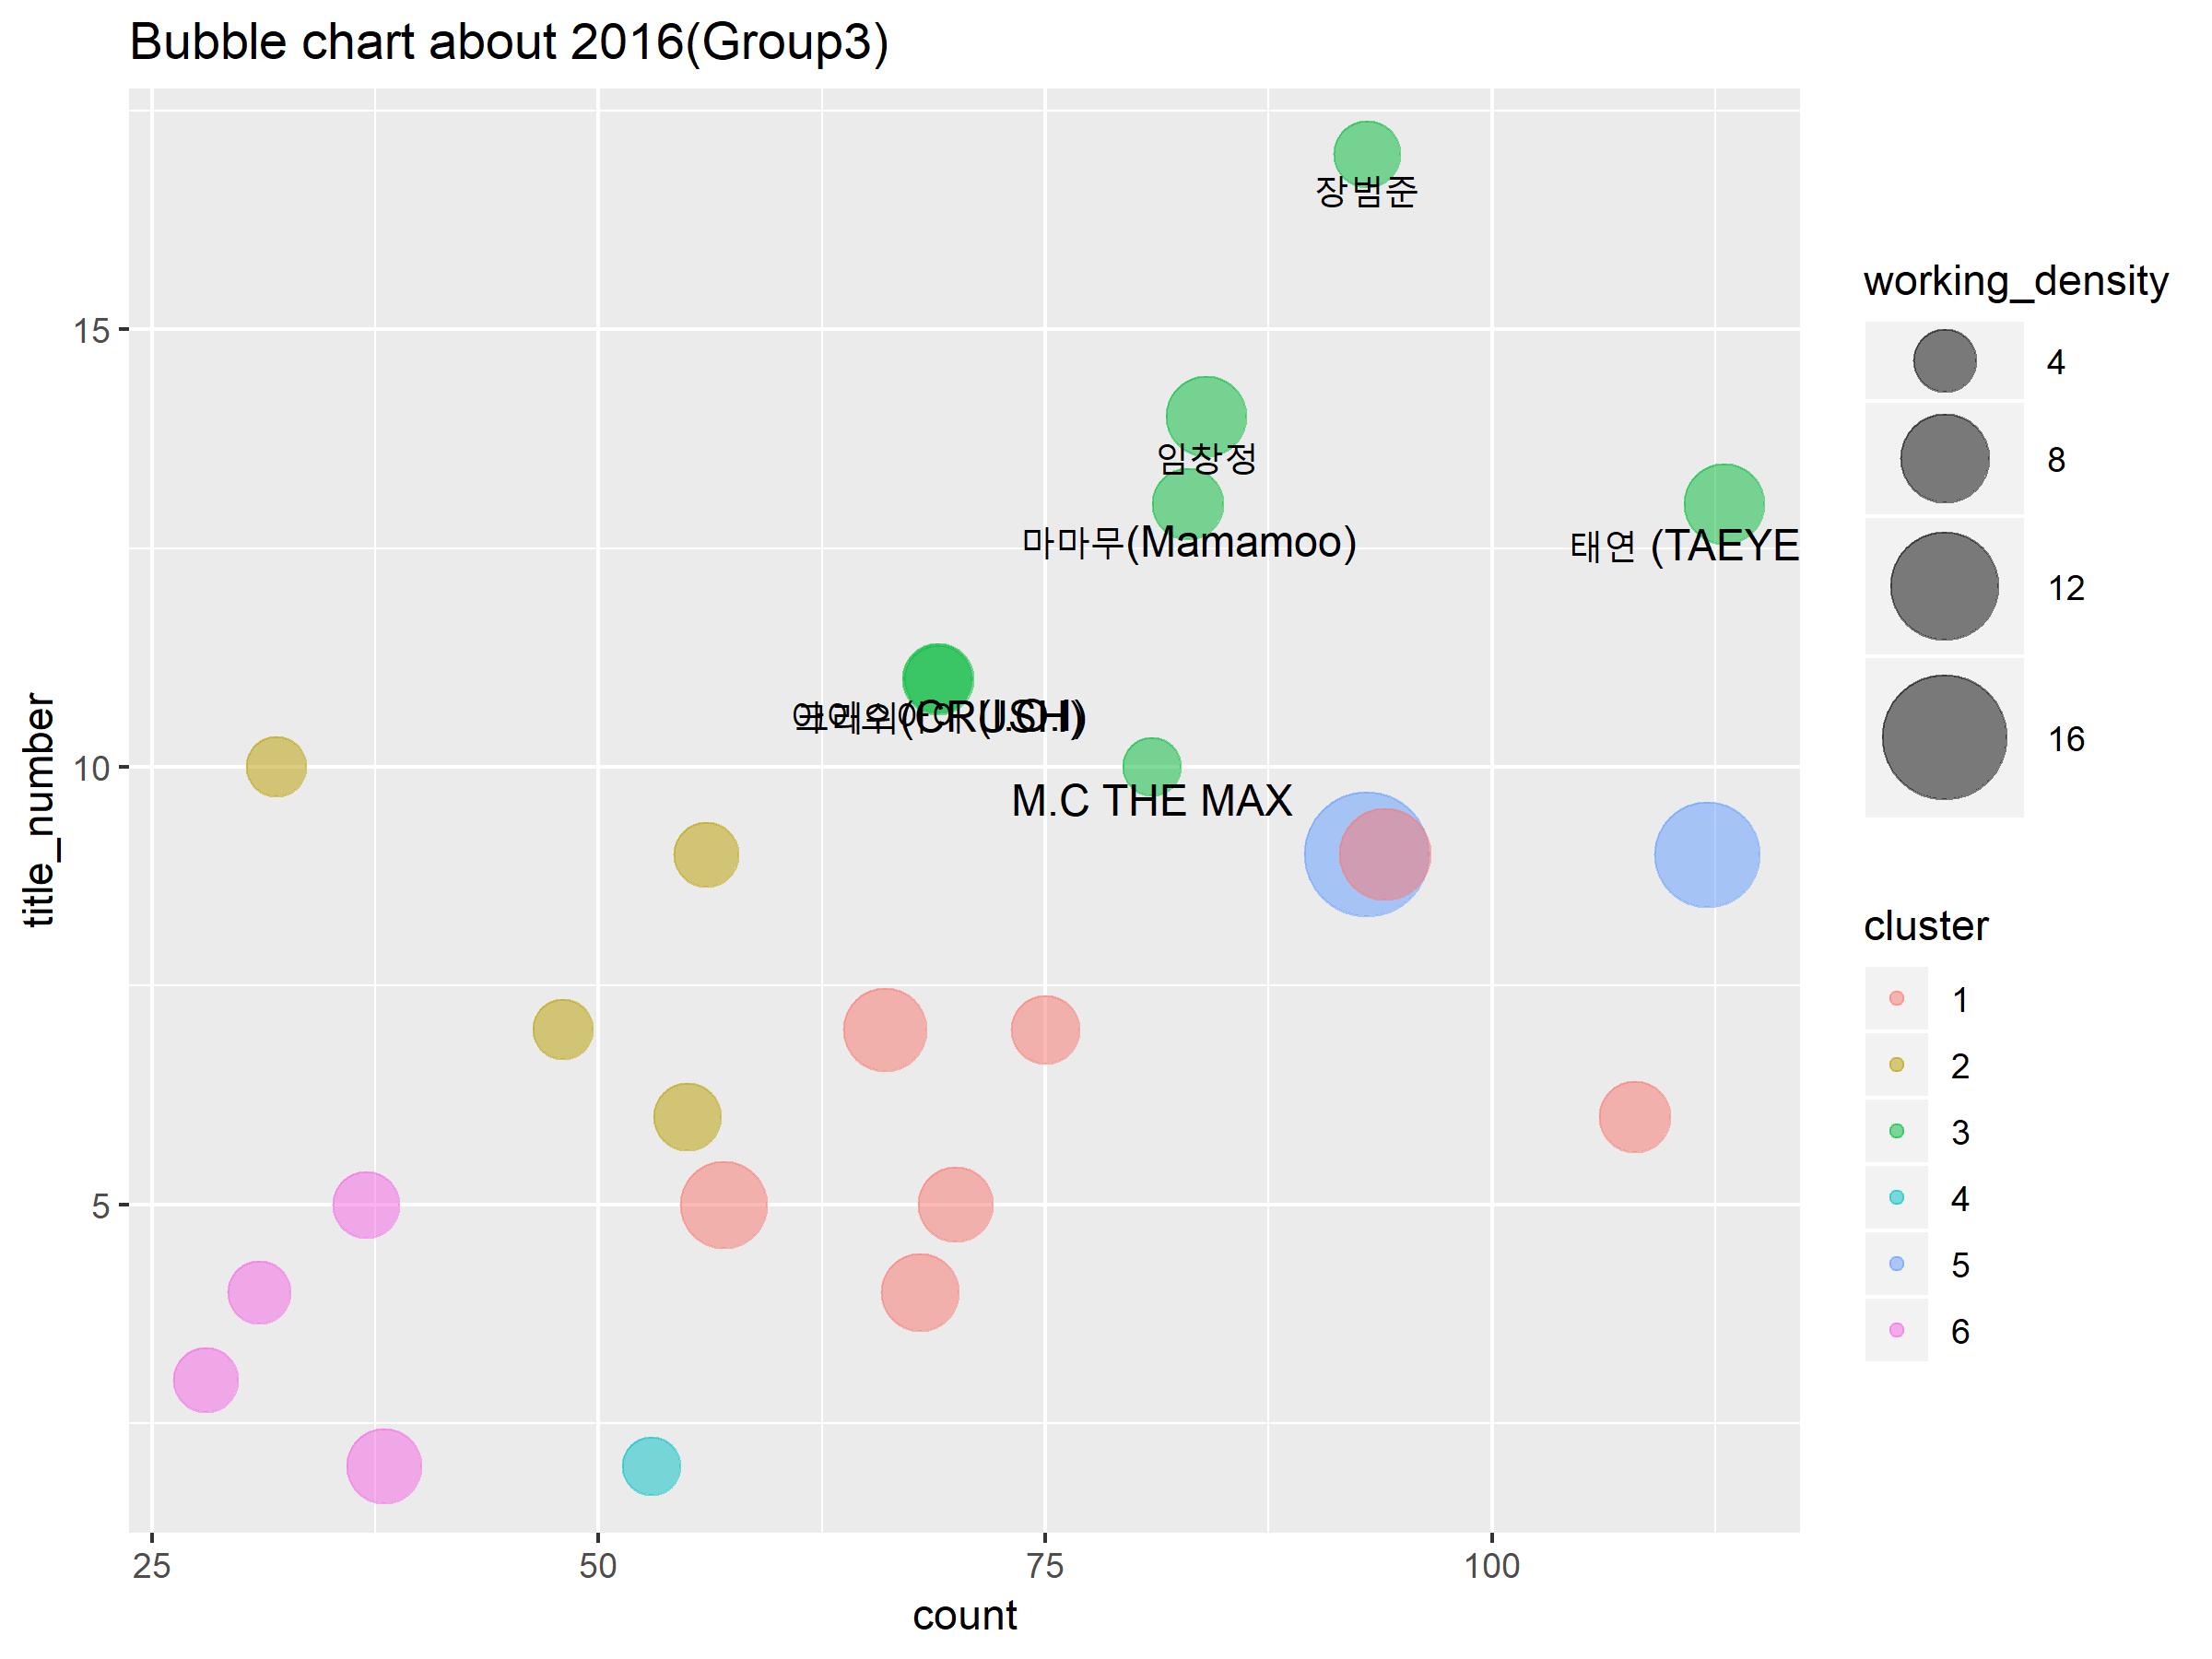 Bubble chart about 2016(Group3)
title_number
15
10
5
장범준
임창정
마마무(Mamamoo)
태연 (TAEYE
M.C THE MAX
25
50
75
100
count
working_density
4
8
12
16
cluster
1
2
3
4
5
6